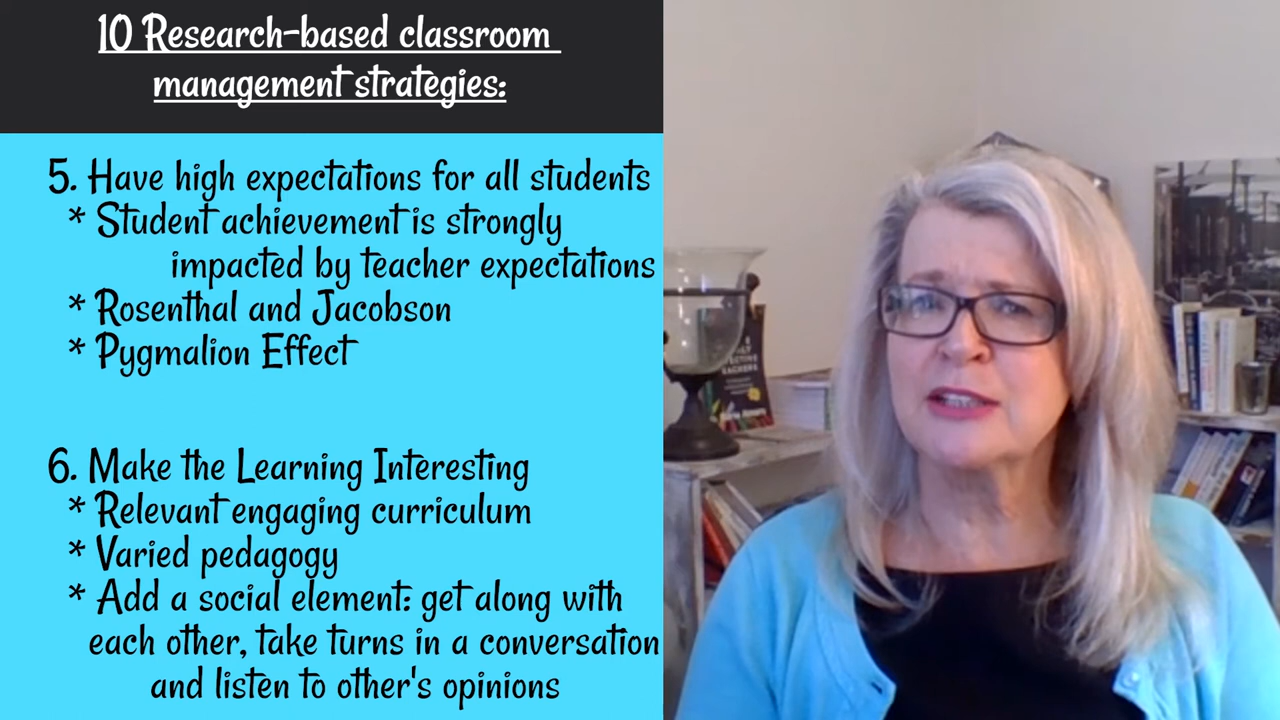 10 Research-based classroom
management strategies:
5. Have high expectations for all students
* Student achievement is strongly
impacted by teacher expectations
* Rosenthal and Jacobson
* Pygmalion Effect
6. Make the Learning Interesting
* Relevant engaging curriculum
* Varied pedagogy
* Add a social element: get along with
each other, take turns in a conversation
and listen to other's opinions